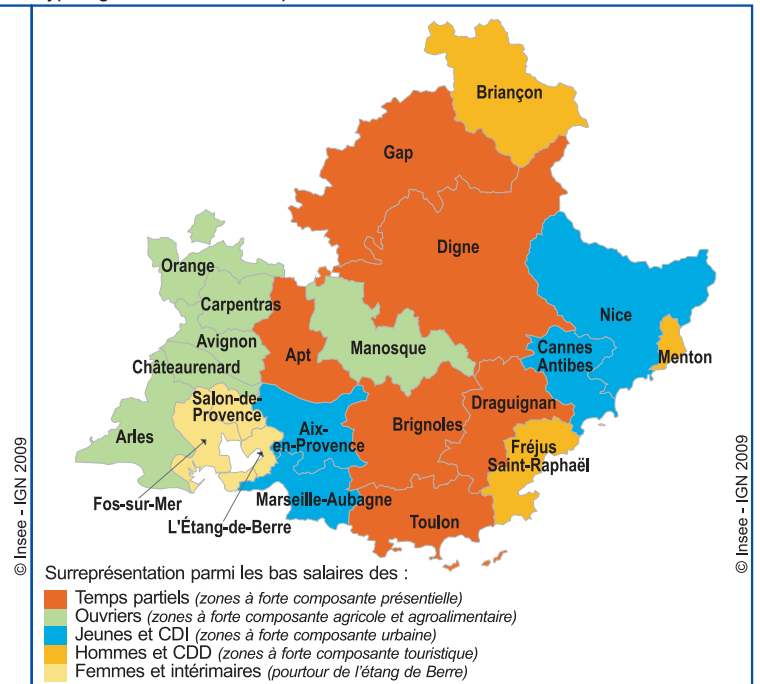 Briançon
Gap
Digne
Orange
Nice
Carpentras
Avignon
Manosque
Cannes
Antibes
Menton
Apt
Châteaurenard
Salon-de-
Provence
Draguignan
Arles
Aix-
en-Provence
Brignoles
Fréjus
Saint-Raphaël
Fos-sur-Mer
Marseille-Aubagne
L'Étang-de-Berre
Toulon
© Insee - IGN 2009
© Insee - IGN 2009
Surreprésentation parmi les bas salaires des :
Temps partiels (zones à forte composante présentielle)
Ouvriers (zones à forte composante agricole et agroalimentaire)
Jeunes et CDI (zones à forte composante urbaine)
Hommes et CDD (zones à forte composante touristique)
Femmes et intérimaires (pourtour de l'étang de Berre)